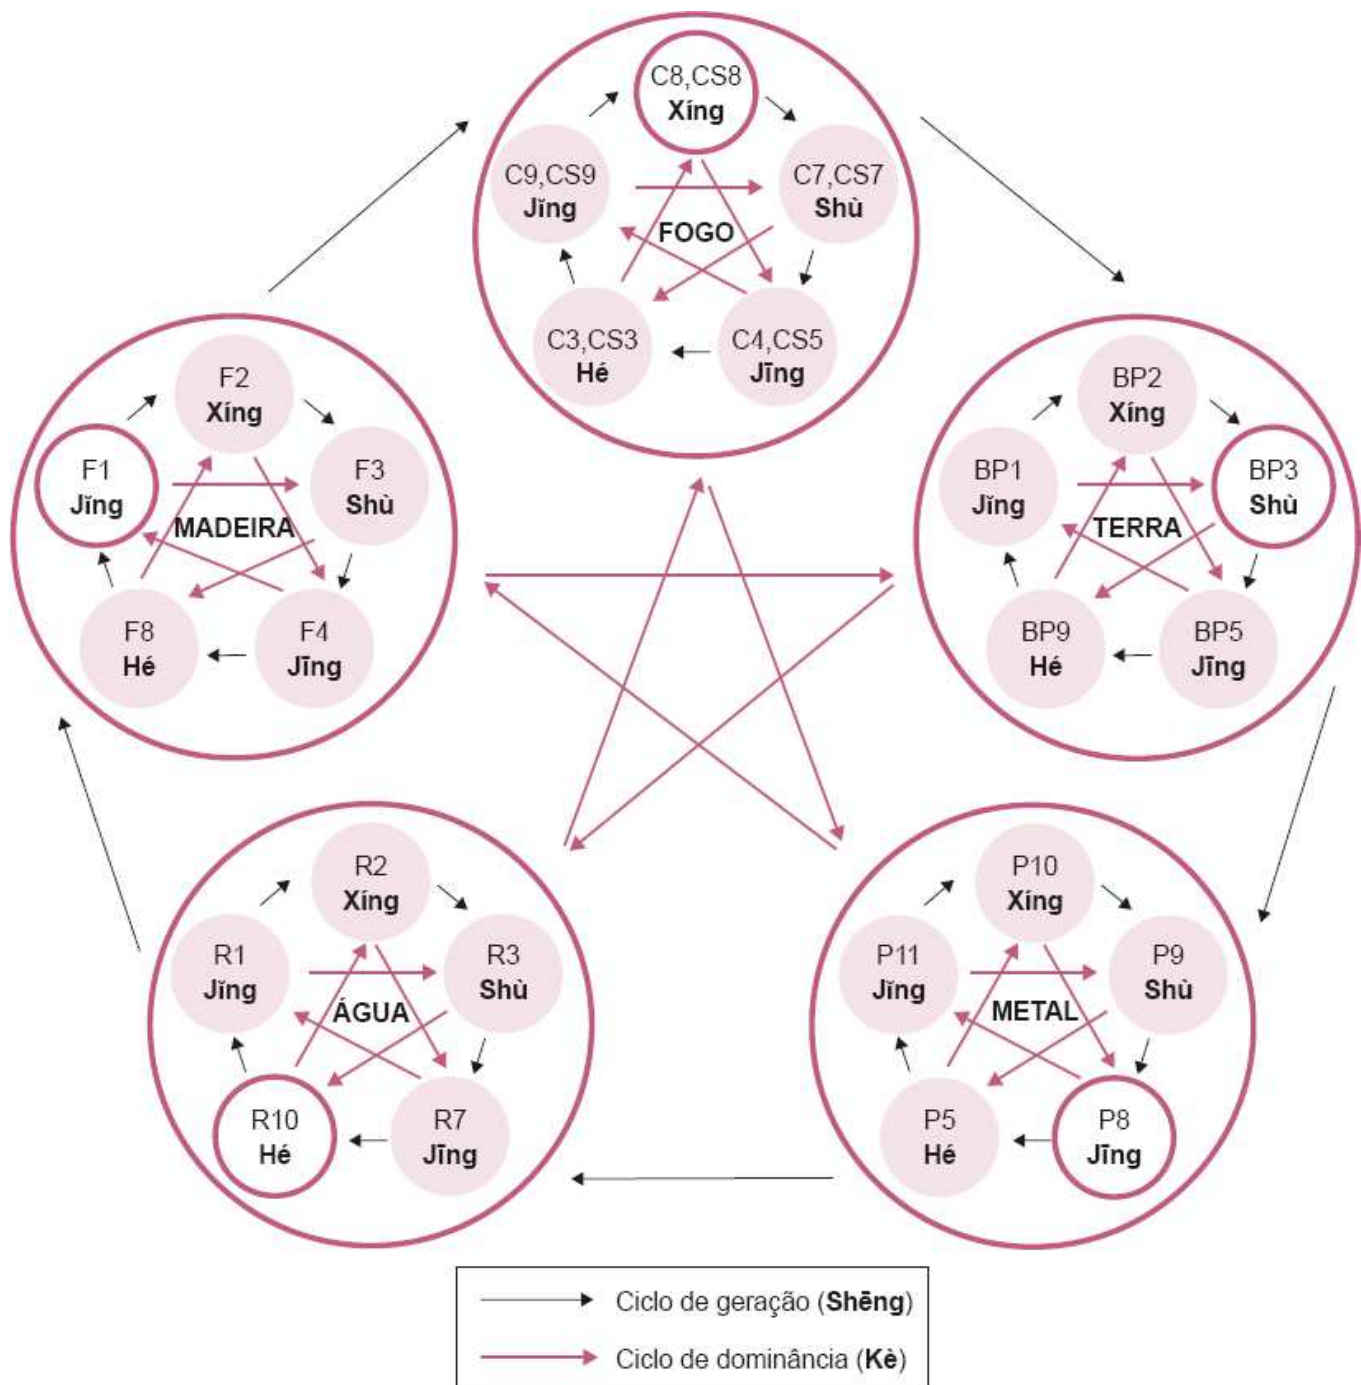 C8,CS8
Xíng
C9,CS9
Jĭng
C7,CS7
Shù
FOGO
C3,CS3
Hé
C4,CS5
Jīng
F2
Xíng
F1
Jĭng
F3
Shù
MADEIRA
F8
Hé
F4
Jīng
BP2
Xíng
BP1
Jĭng
BP3
Shù
TERRA
BP9
Hé
BP5
Jīng
R2
Xíng
R1
Jĭng
R3
Shù
ÁGUA
R10
Hé
R7
Jīng
P10
Xíng
P11
Jĭng
P9
Shù
METAL
P5
Hé
P8
Jīng
Ciclo de geração (Shēng)
Ciclo de dominância (Kè)